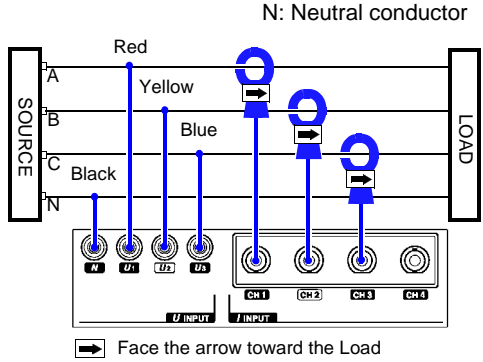 N: Neutral conductor
Red
A
Yellow
B
Blue
C
Black
N
SOURCE
LOAD
N U1 U2 U3 CH 1 CH 2 CH 3 CH 4
U INPUT I INPUT
Face the arrow toward the Load